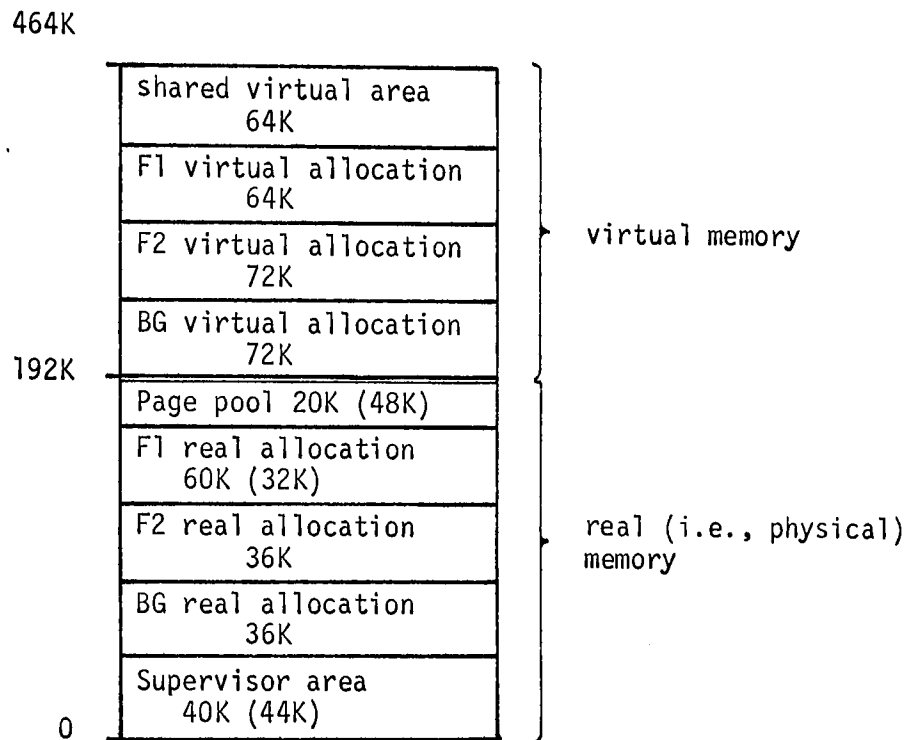 464K
shared virtual area
64K
F1 virtual allocation
64K
F2 virtual allocation
72K
virtual memory
BG virtual allocation
72K
192K
Page pool 20K (48K)
F1 real allocation
60K (32K)
F2 real allocation
36K
real (i.e., physical)
memory
BG real allocation
36K
Supervisor area
40K (44K)
0